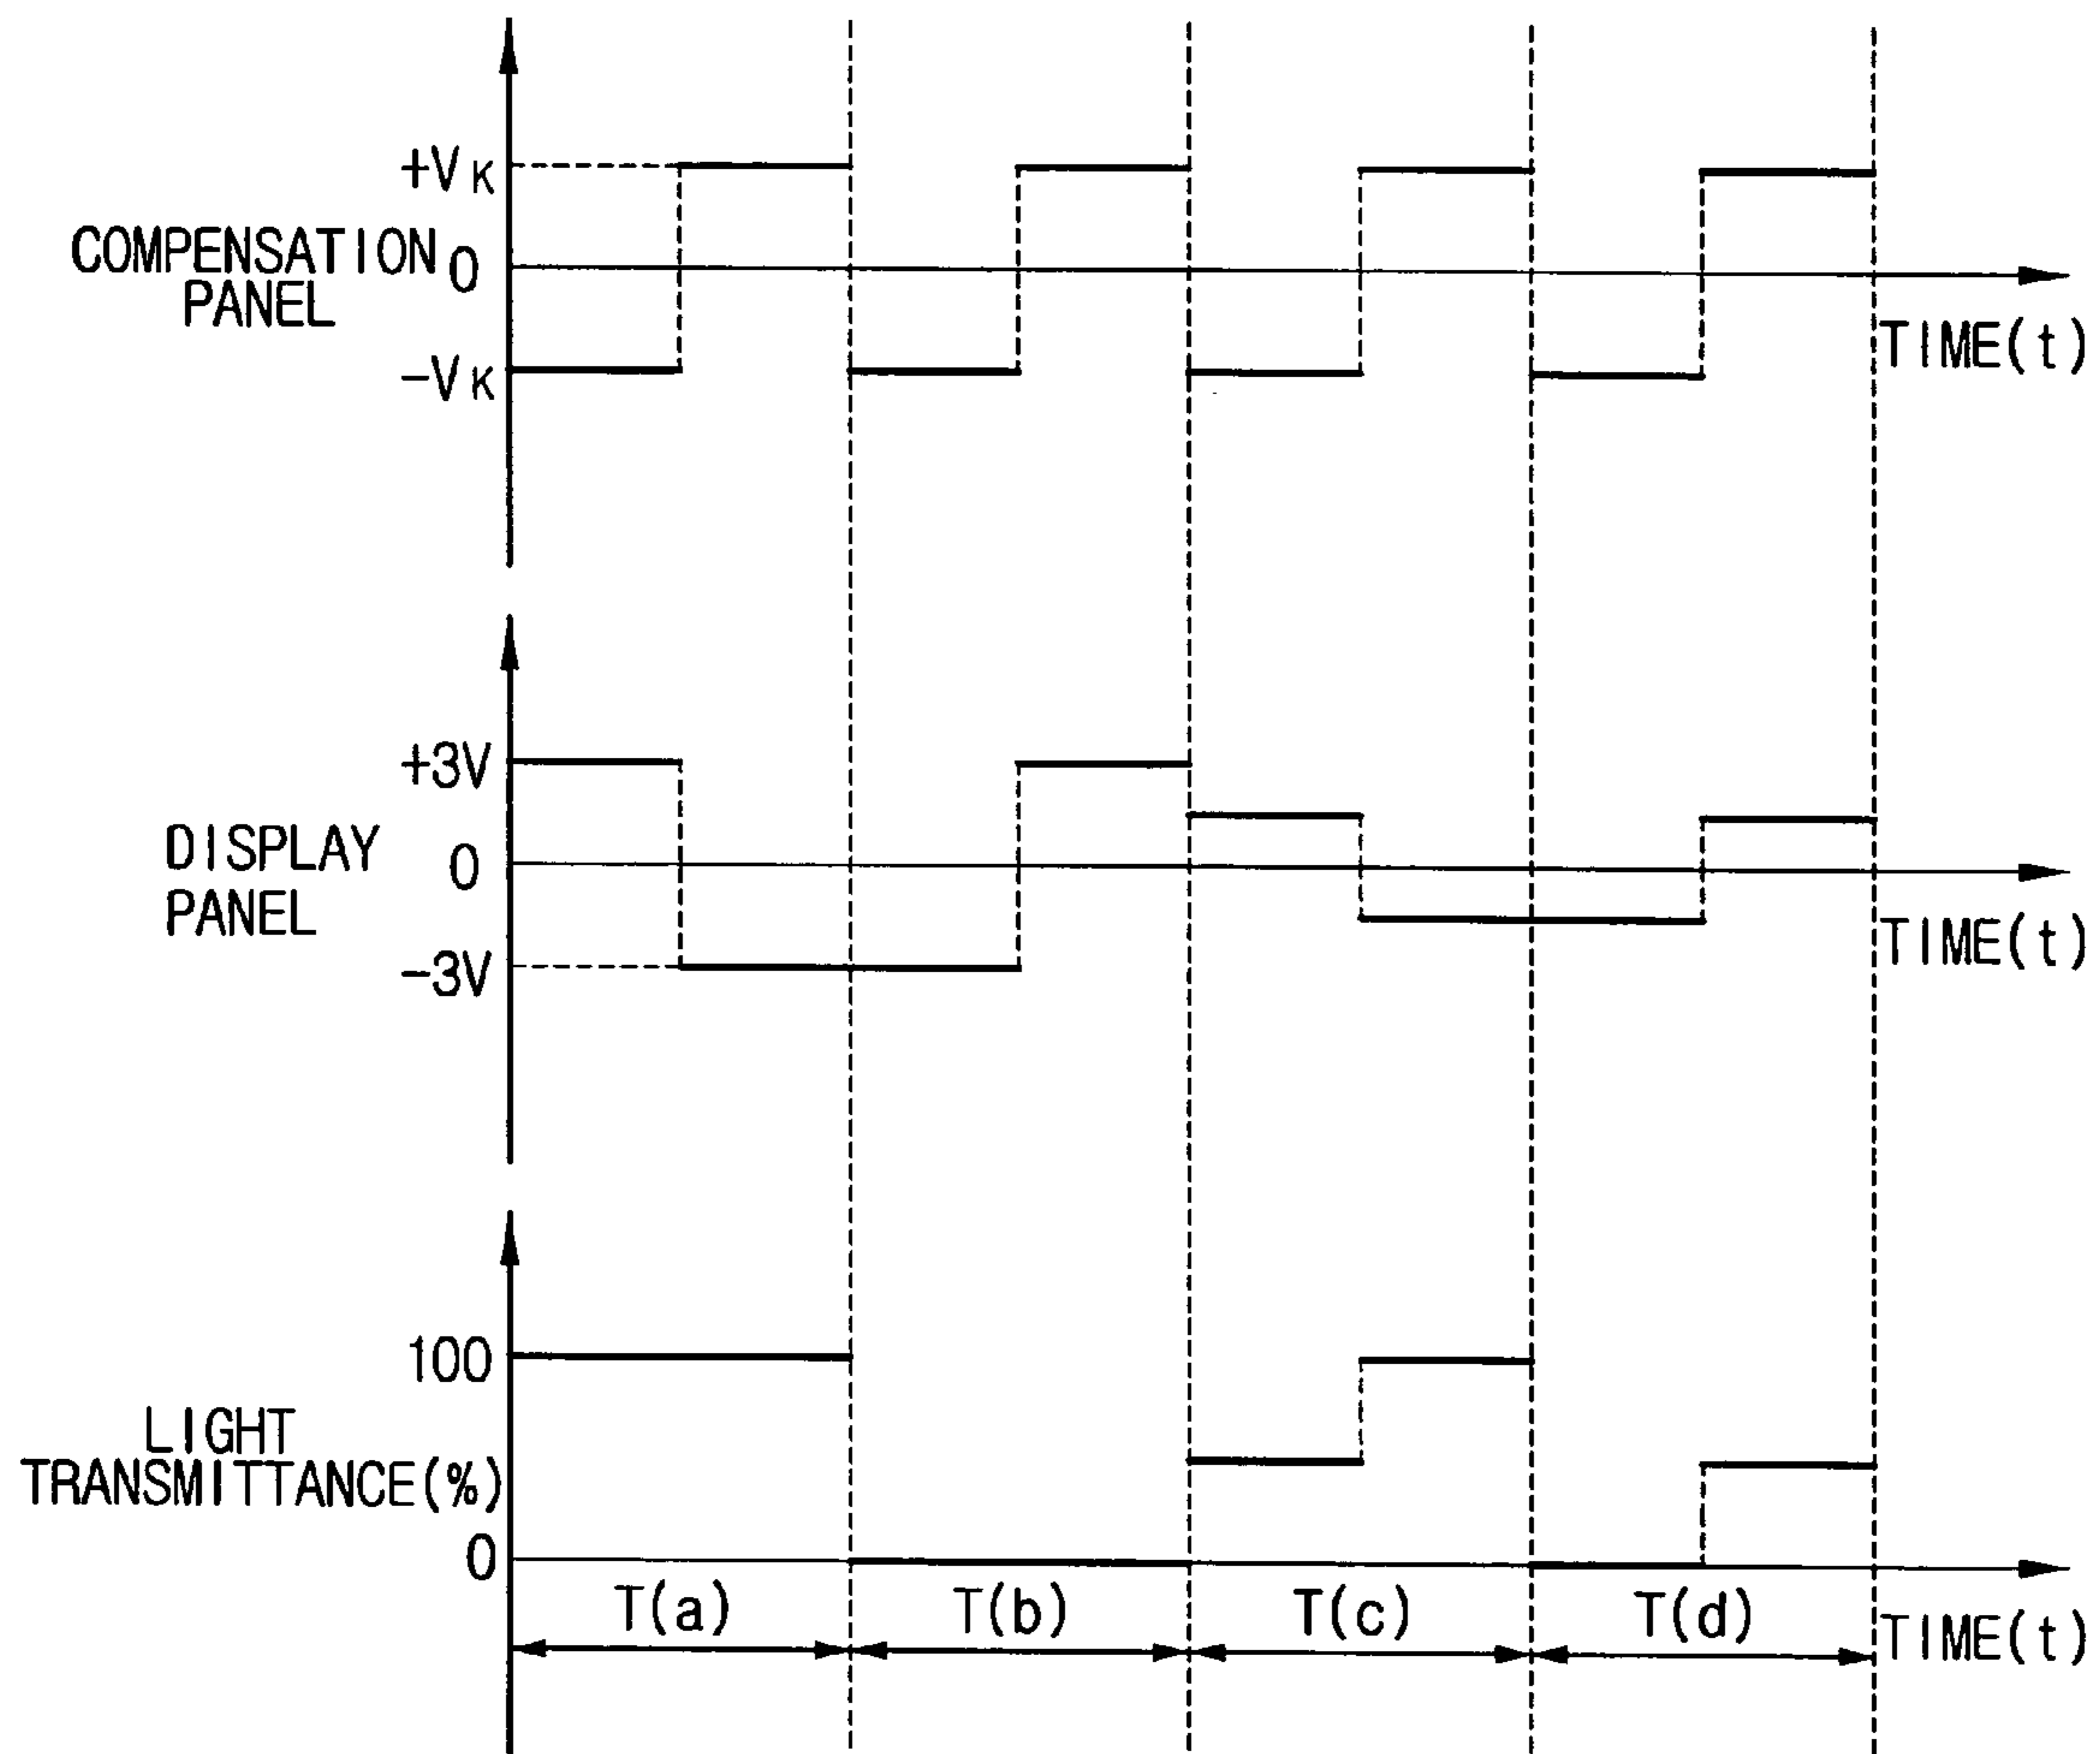 +VK
COMPENSATION 0
PANEL
-VK
TIME(t)
+3V
DISPLAY
0
PANEL
-3V
TIME(t)
100
LIGHT
TRANSMITTANCE(%)
0
T(a) T(b) T(c) T(d)
TIME(t)